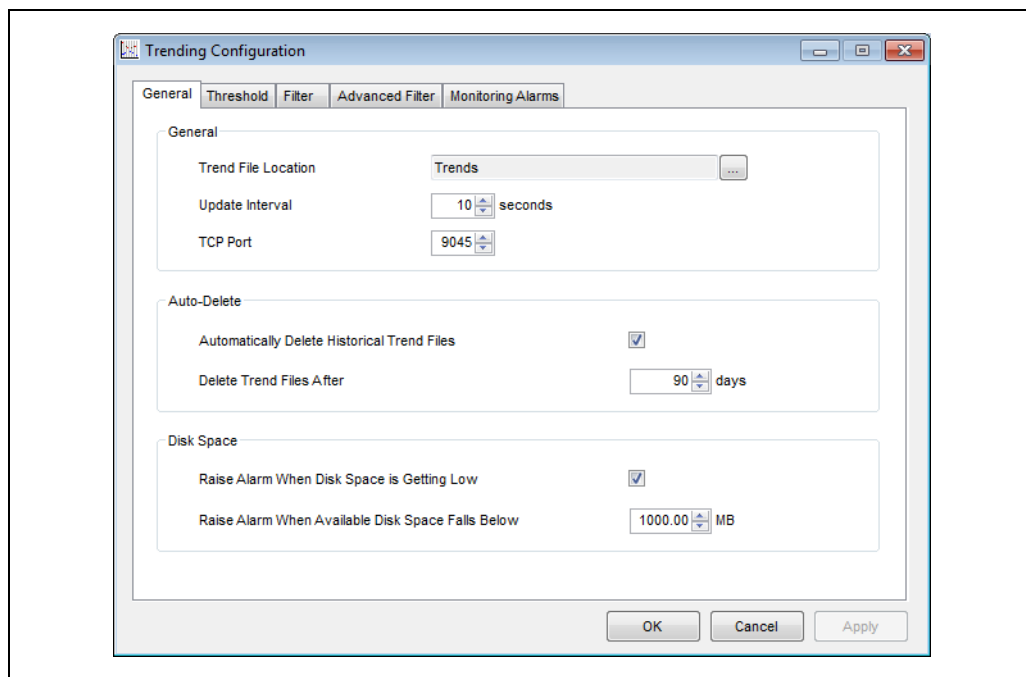 Trending Configuration
General Threshold Filter Advanced Filter Monitoring Alarms
General
Trend File Location Trends ...
Update Interval 10 seconds
TCP Port 9045
Auto-Delete
Automatically Delete Historical Trend Files
Delete Trend Files After 90 days
Disk Space
Raise Alarm When Disk Space is Getting Low
Raise Alarm When Available Disk Space Falls Below 1000.00 MB
OK Cancel Apply